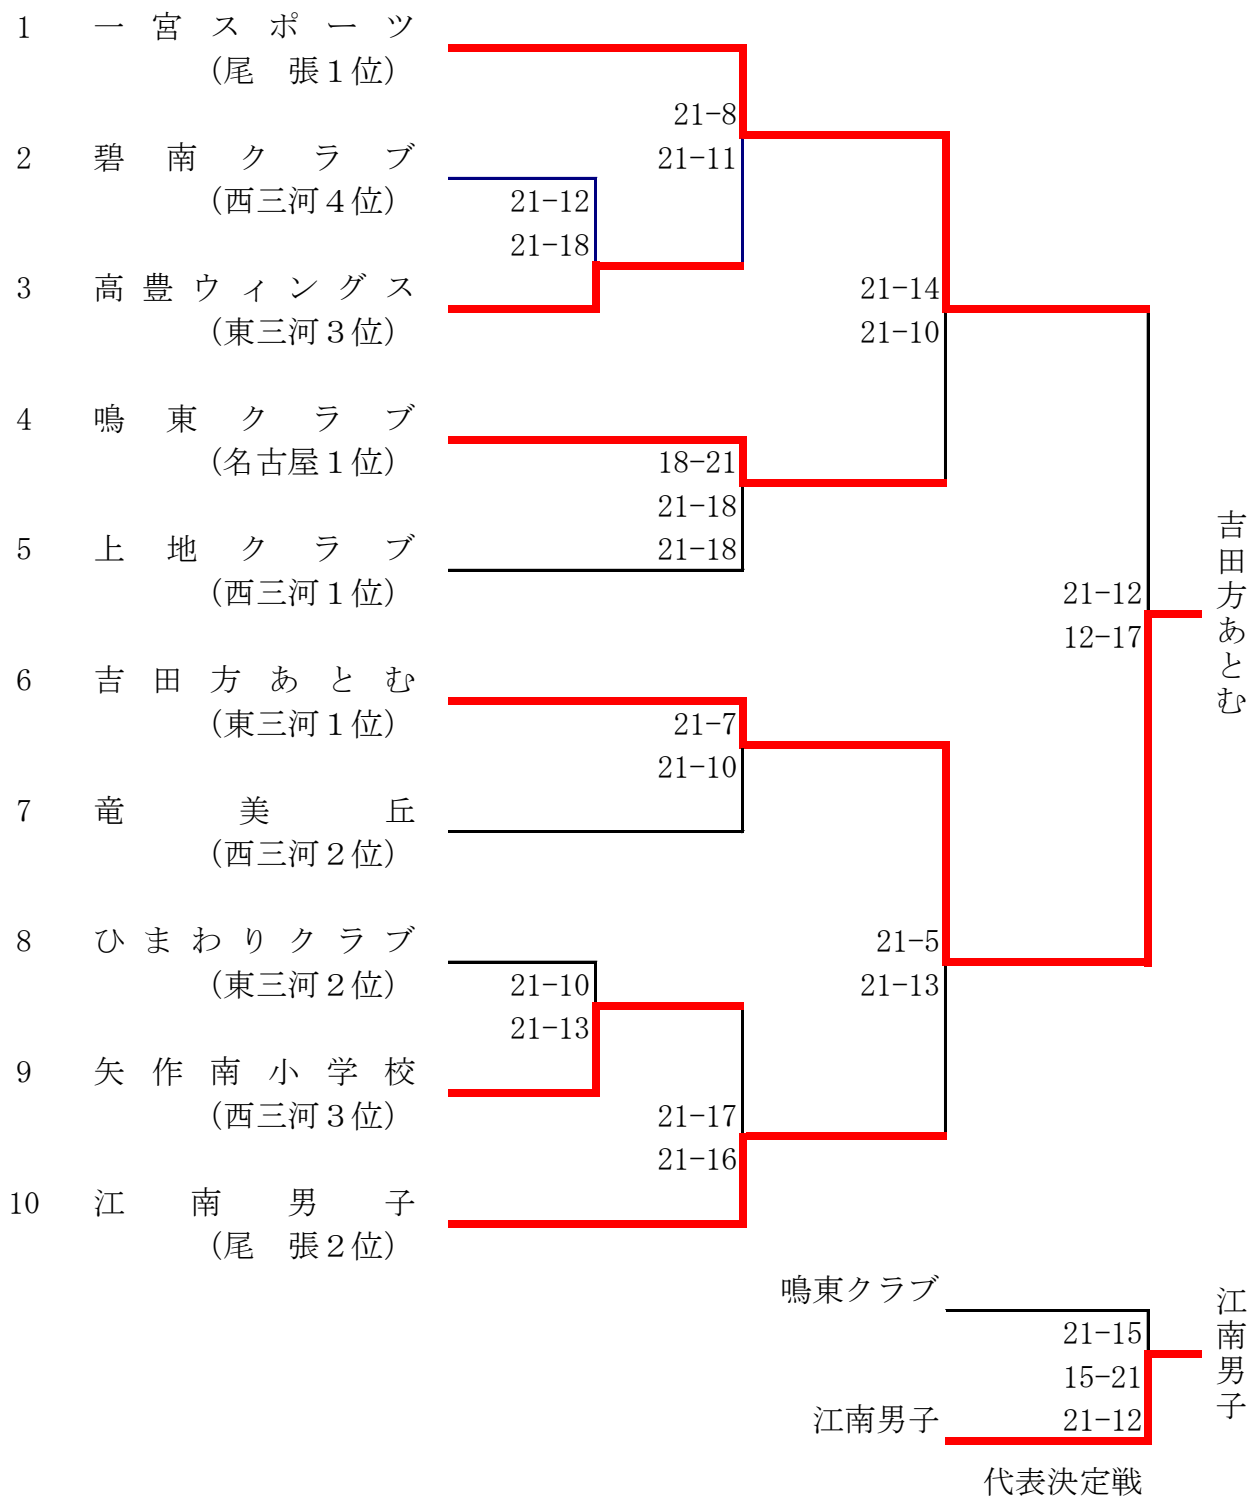 1 一宮スポーツ
(尾 張1位)
21-8
21-11
2 碧南クラブ
(西三河4位)
21-12
21-18
3 高豊ウィングス
(東三河3位)
21-14
21-10
4 鳴東クラブ
(名古屋1位)
18-21
21-18
21-18
5 上地クラブ
(西三河1位)
21-12
12-17
吉田方あとむ
6 吉田方あとむ
(東三河1位)
21-7
21-10
7 竜美丘
(西三河2位)
8 ひまわりクラブ
(東三河2位)
21-10
21-13
21-5
21-13
9 矢作南小学校
(西三河3位)
21-17
21-16
10 江南男子
(尾 張2位)
鳴東クラブ
21-15
15-21
21-12
江南男子
江南男子
代表決定戦